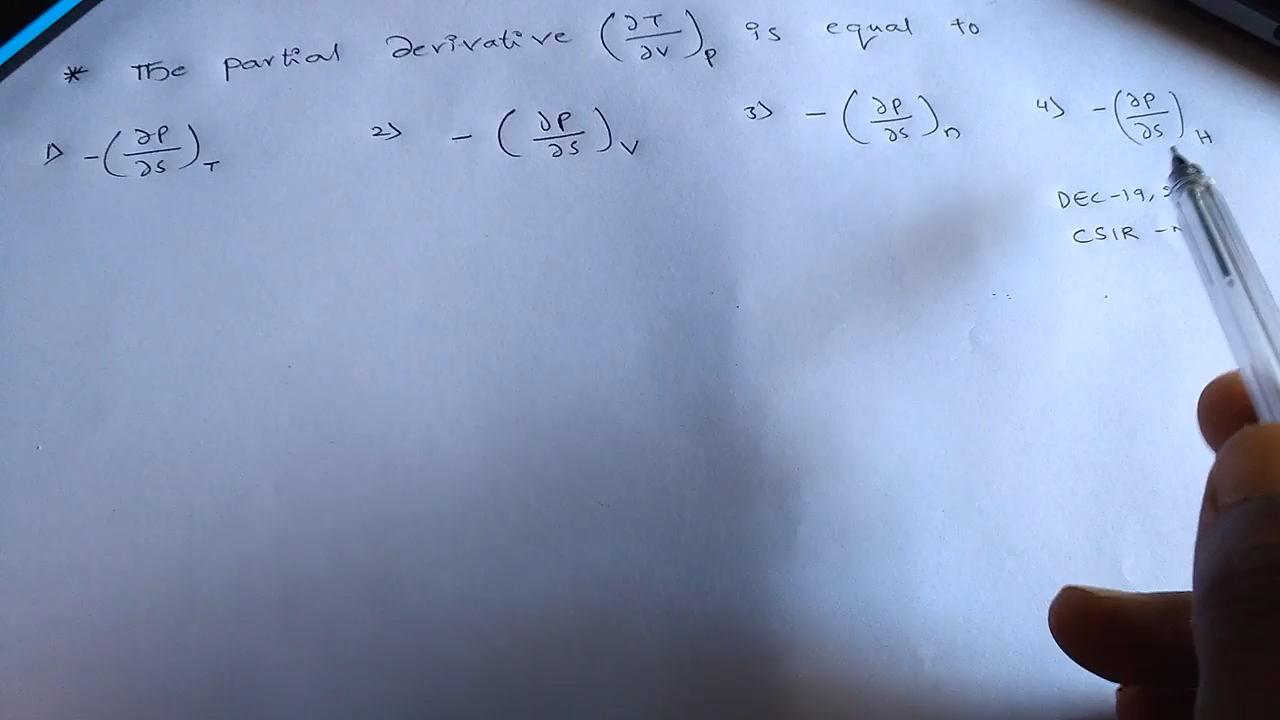 * The partial derivative (∂T/∂V)_P is equal to
1) -(∂P/∂S)_T 2) -(∂P/∂S)_V 3) -(∂P/∂S)_n 4) -(∂P/∂S)_H
DEC-19,
CSIR -